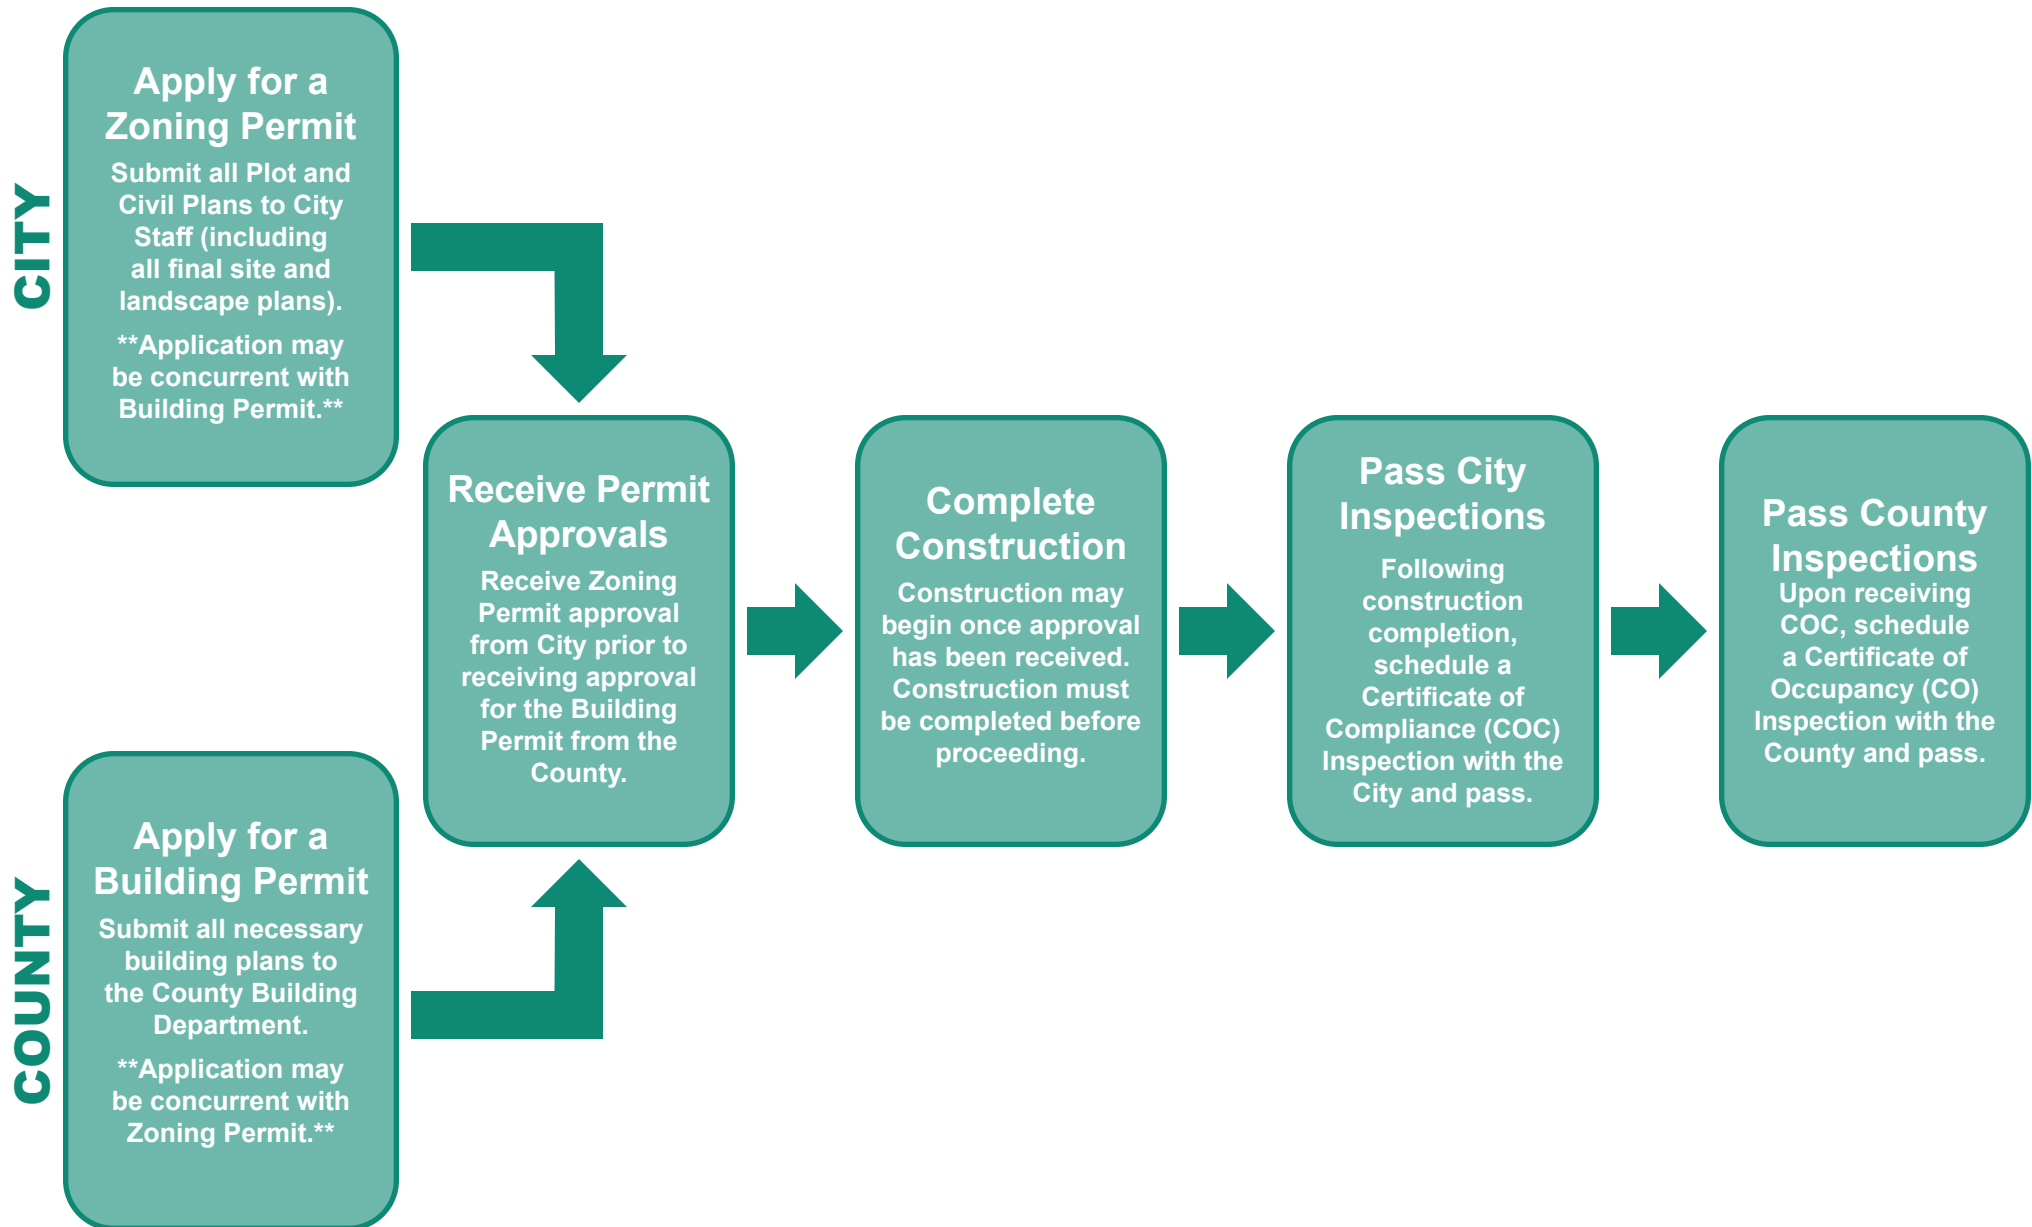 CITY
Apply for a
Zoning Permit
Submit all Plot and
Civil Plans to City
Staff (including
all final site and
landscape plans).
**Application may
be concurrent with
Building Permit.**
COUNTY
Apply for a
Building Permit
Submit all necessary
building plans to
the County Building
Department.
**Application may
be concurrent with
Zoning Permit.**
Receive Permit
Approvals
Receive Zoning
Permit approval
from City prior to
receiving approval
for the Building
Permit from the
County.
Complete
Construction
Construction may
begin once approval
has been received.
Construction must
be completed before
proceeding.
Pass City
Inspections
Following
construction
completion,
schedule a
Certificate of
Compliance (COC)
Inspection with the
City and pass.
Pass County
Inspections
Upon receiving
COC, schedule
a Certificate of
Occupancy (CO)
Inspection with the
County and pass.